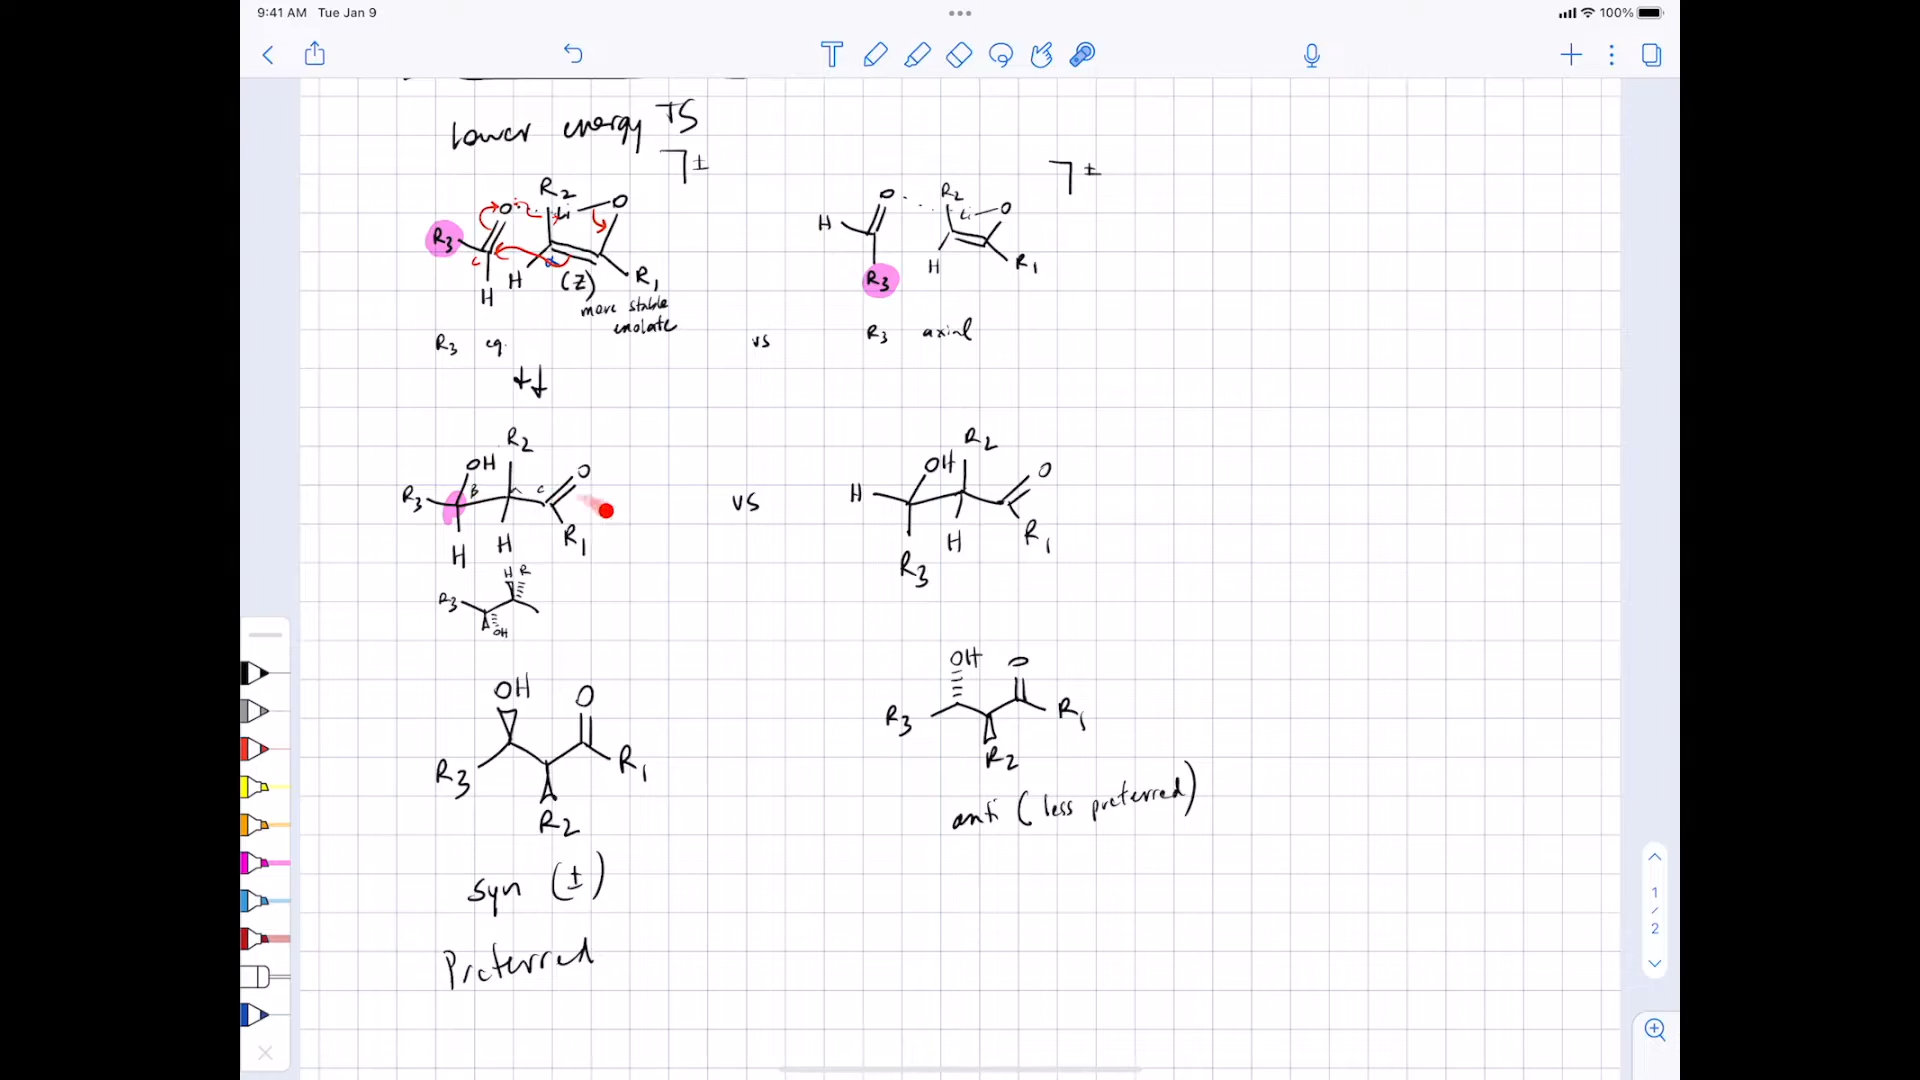 9:41 AM Tue Jan 9
100%
Lower energy TS
±
±
R2
O
O
Li
R3
C
H
H
(Z)
R1
more stable
enolate
R3 eq.
vs
H
O
R2
Li
O
H
R3
R1
R3 axial
R2
OH
O
R3
β
α
C
H
H
R1
vs
R2
OH
O
H
H
R1
R3
H R
R3
OH
OH
O
R3
R1
R2
OH
O
R3
R1
R2
anti (less preferred)
syn (±)
Preferred
1
/
2